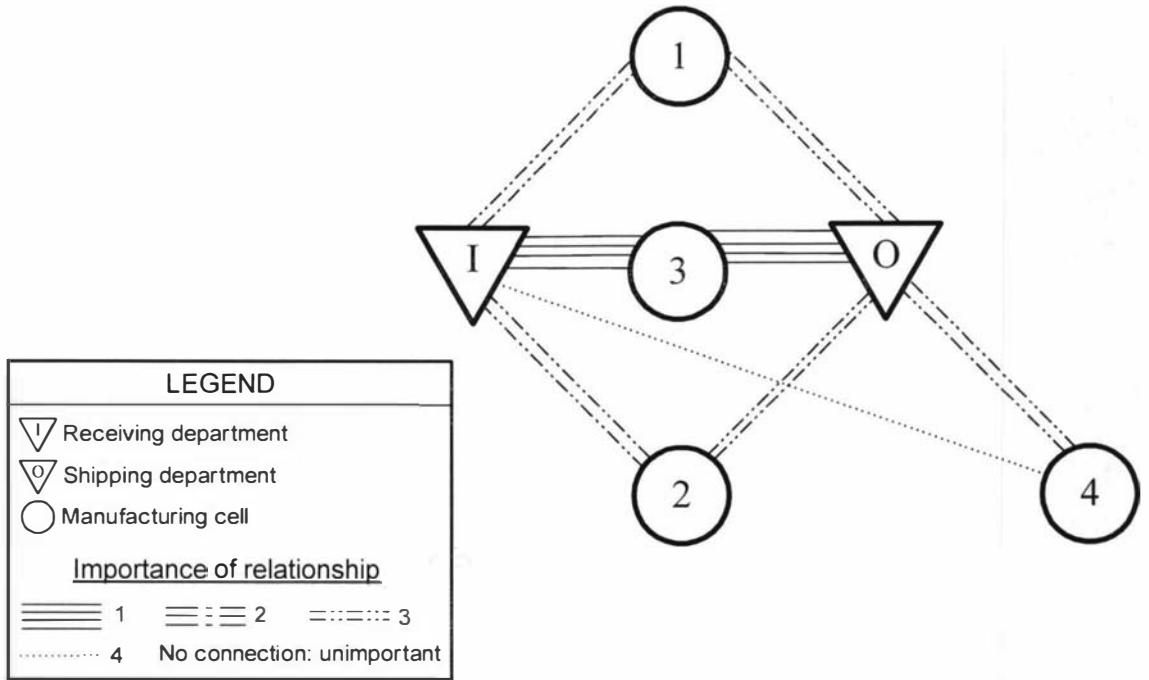 1
I
3
O
2
4
LEGEND
I Receiving department
O Shipping department
Manufacturing cell
Importance of relationship
1 2 3
4 No connection: unimportant